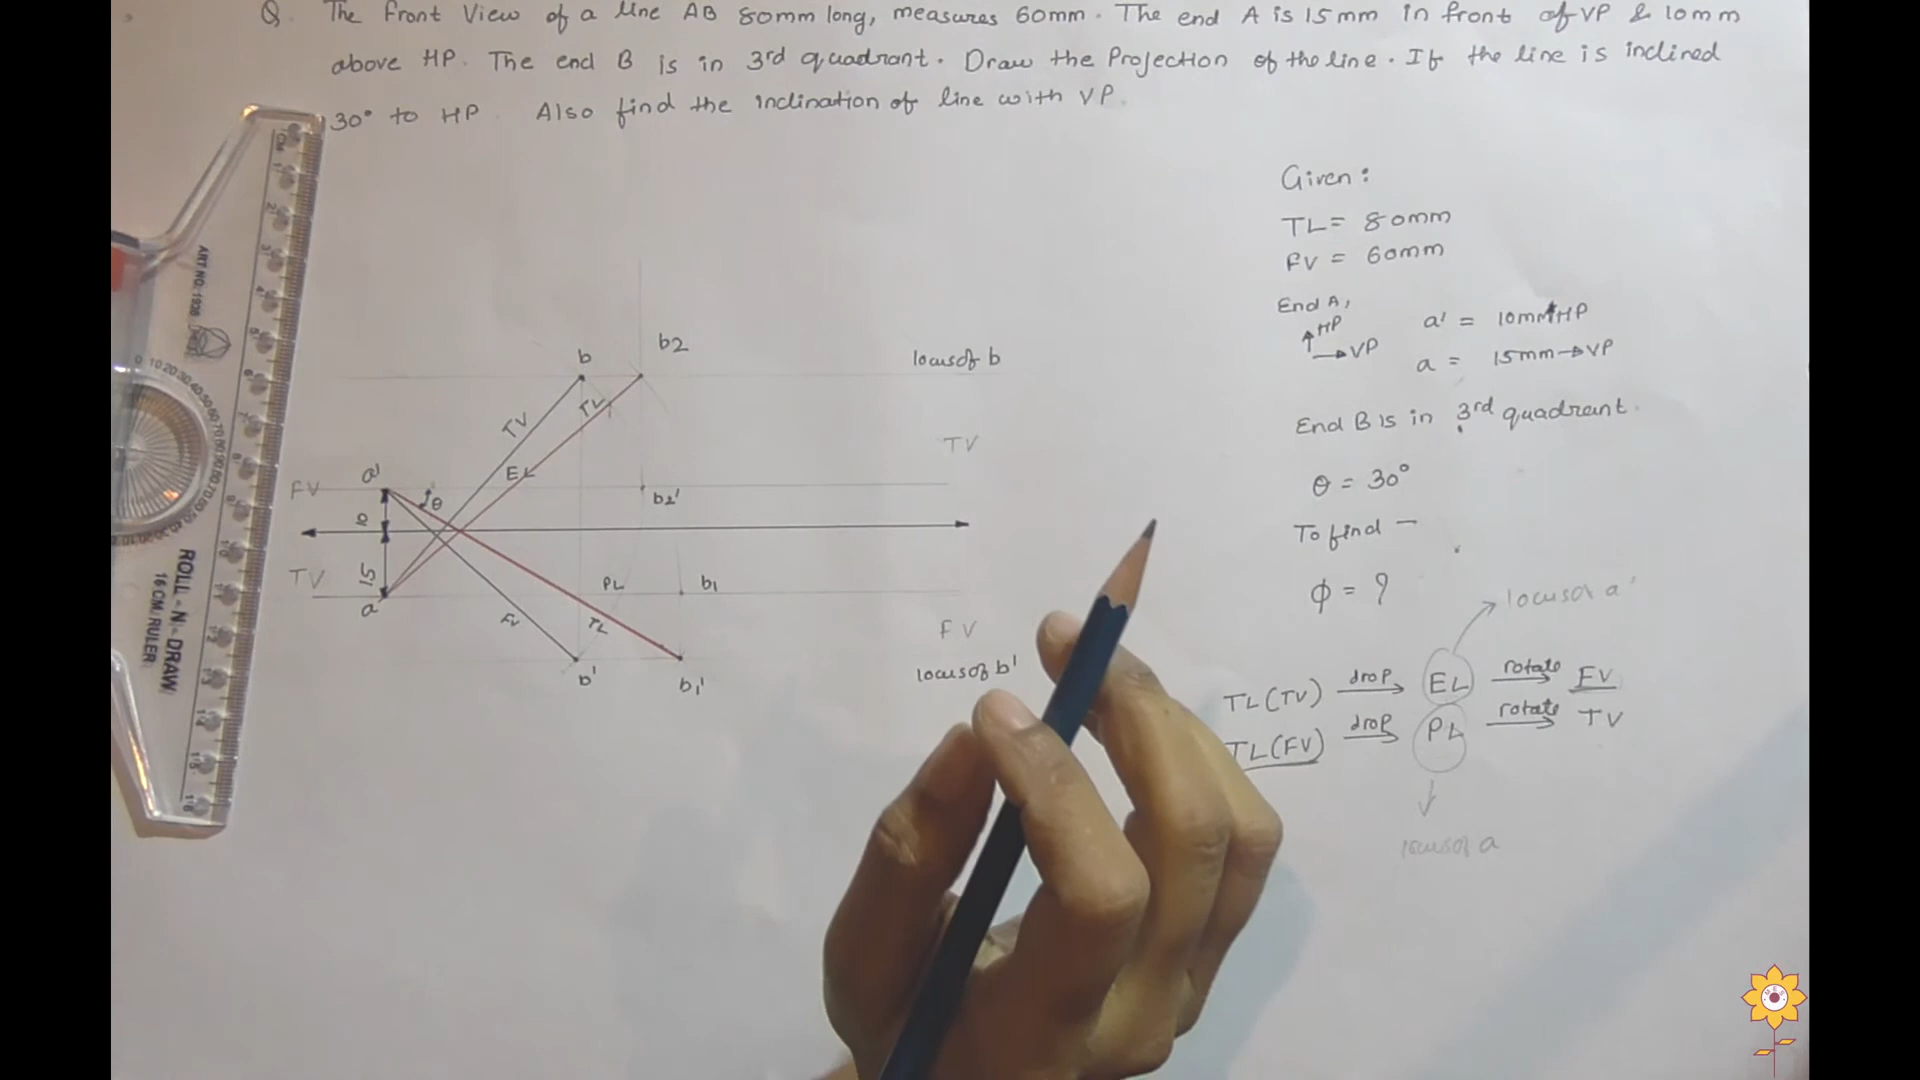 Q. The Front View of a line AB 80mm long, measures 60mm. The end A is 15mm in front of VP & 10mm
above HP. The end B is in 3rd quadrant. Draw the Projection of the line. If the line is inclined
30° to HP. Also find the inclination of line with VP.
Given:
TL = 80mm
FV = 60mm
End A,
↑HP
→VP
a' = 10mm↑HP
a = 15mm→VP
End B is in 3rd quadrant.
θ = 30°
To find —
ϕ = ?
locus of a'
TL(TV) drop→ EL rotate→ FV
TL(FV) drop→ PL rotate→ TV
locus of a
b
b2
locus of b
TV
TL
TV
EL
a'
FV
θ
b2'
10
15
TV
a
PL
b1
FV
TL
FV
b'
b1'
locus of b'
ART NO. 1938
ROLL-N-DRAW
16 CM/RULER